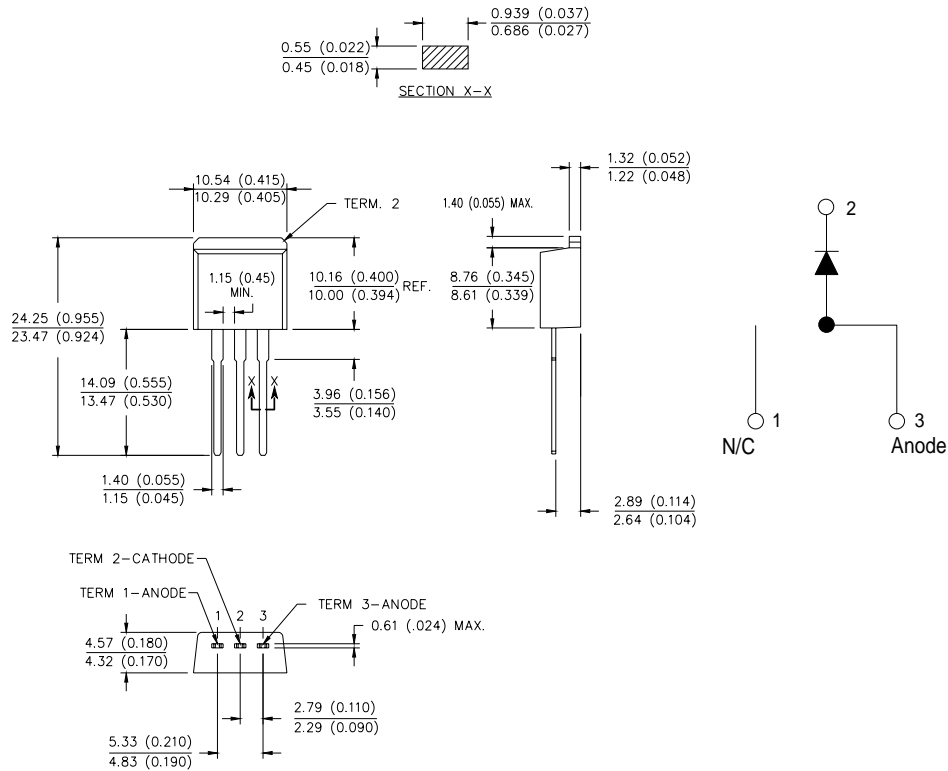 0.939 (0.037)
0.686 (0.027)
0.55 (0.022)
0.45 (0.018)
SECTION X-X
10.54 (0.415)
10.29 (0.405)
TERM. 2
1.15 (0.45)
MIN.
10.16 (0.400)
10.00 (0.394)
REF.
24.25 (0.955)
23.47 (0.924)
14.09 (0.555)
13.47 (0.530)
X X
3.96 (0.156)
3.55 (0.140)
1.40 (0.055)
1.15 (0.045)
1.32 (0.052)
1.22 (0.048)
1.40 (0.055) MAX.
8.76 (0.345)
8.61 (0.339)
2.89 (0.114)
2.64 (0.104)
2
1
N/C
3
Anode
TERM 2-CATHODE
TERM 1-ANODE
TERM 3-ANODE
1 2 3
0.61 (.024) MAX.
4.57 (0.180)
4.32 (0.170)
2.79 (0.110)
2.29 (0.090)
5.33 (0.210)
4.83 (0.190)